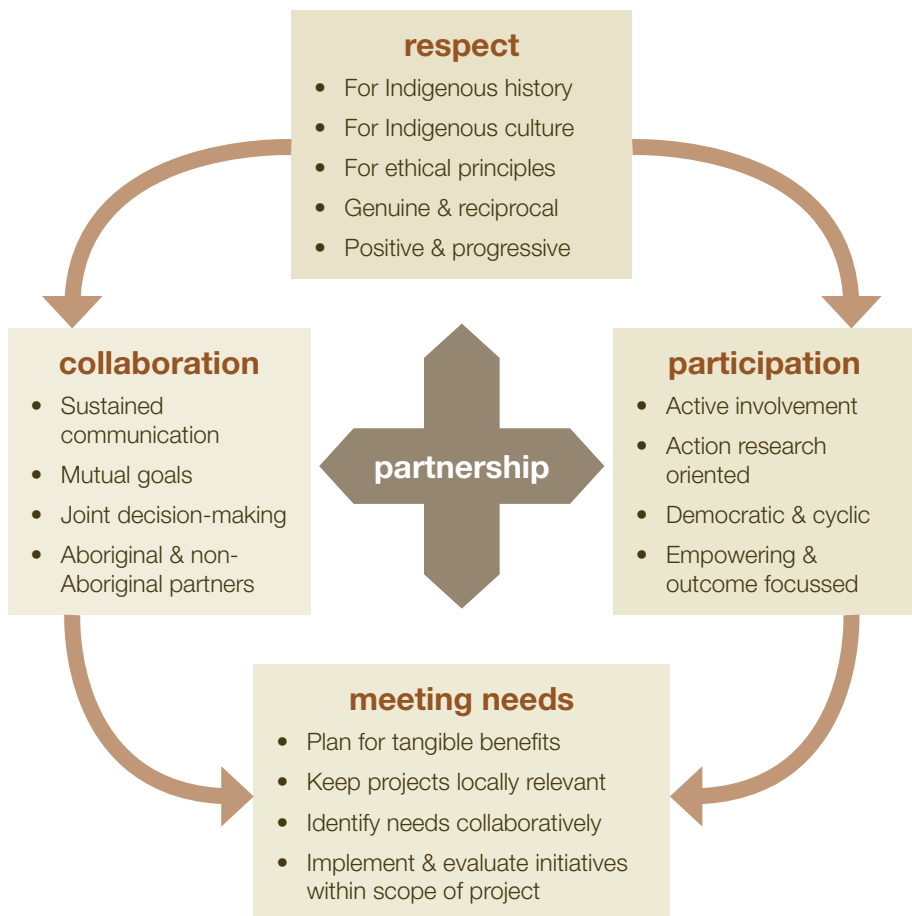 respect
• For Indigenous history
• For Indigenous culture
• For ethical principles
• Genuine & reciprocal
• Positive & progressive
collaboration
• Sustained
communication
• Mutual goals
• Joint decision-making
• Aboriginal & non-
Aboriginal partners
partnership
participation
• Active involvement
• Action research
oriented
• Democratic & cyclic
• Empowering &
outcome focussed
meeting needs
• Plan for tangible benefits
• Keep projects locally relevant
• Identify needs collaboratively
• Implement & evaluate initiatives
within scope of project